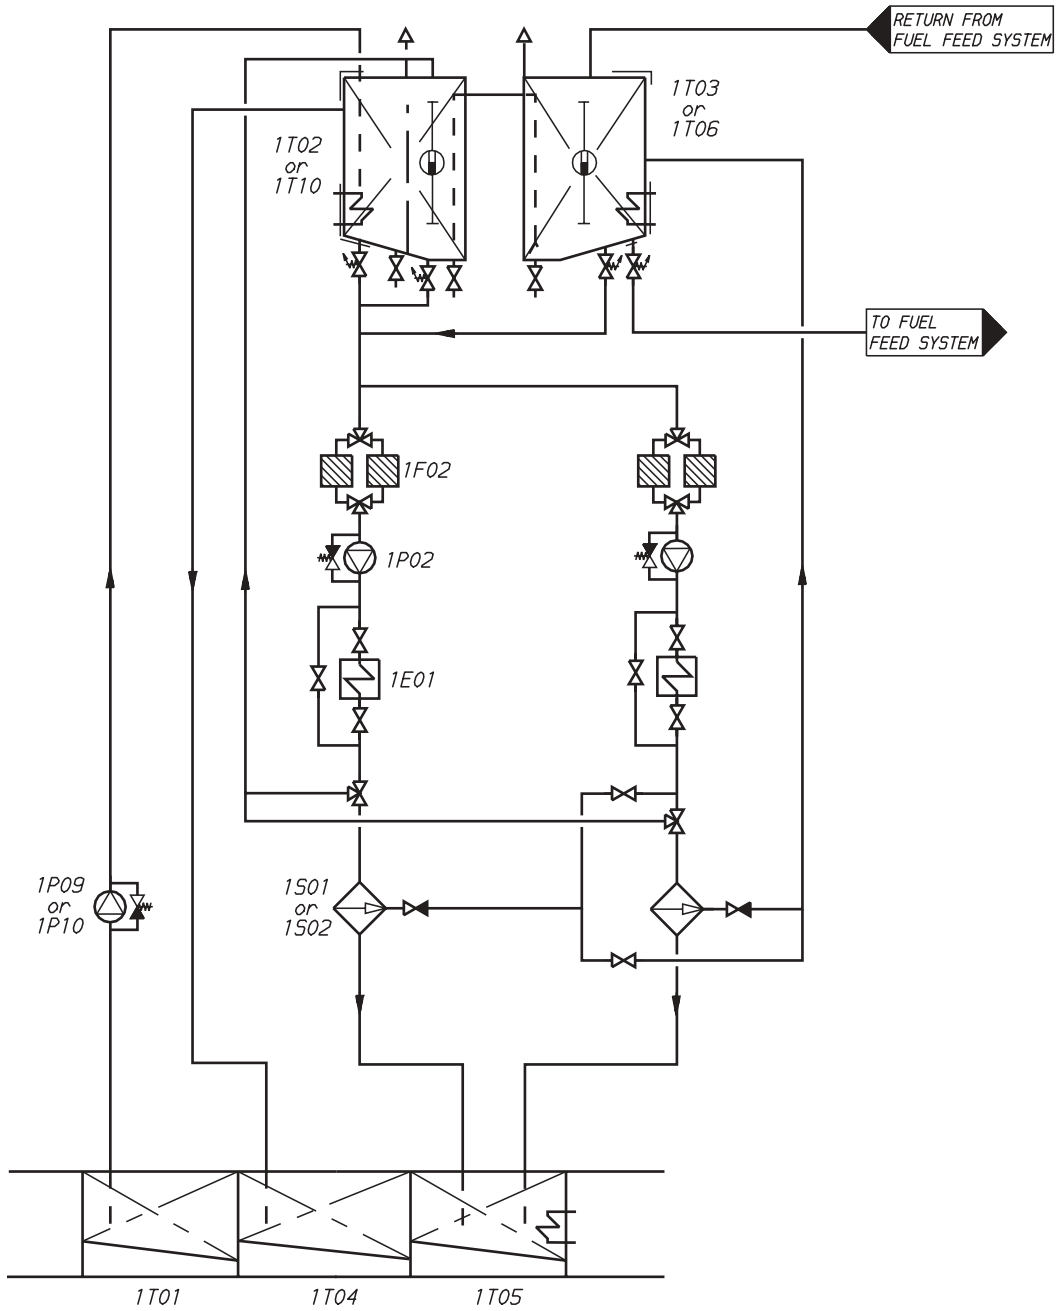 RETURN FROM
FUEL FEED SYSTEM
1T03
or
1T06
1T02
or
1T10
TO FUEL
FEED SYSTEM
1F02
1P02
1E01
1P09
or
1P10
1S01
or
1S02
1T01
1T04
1T05